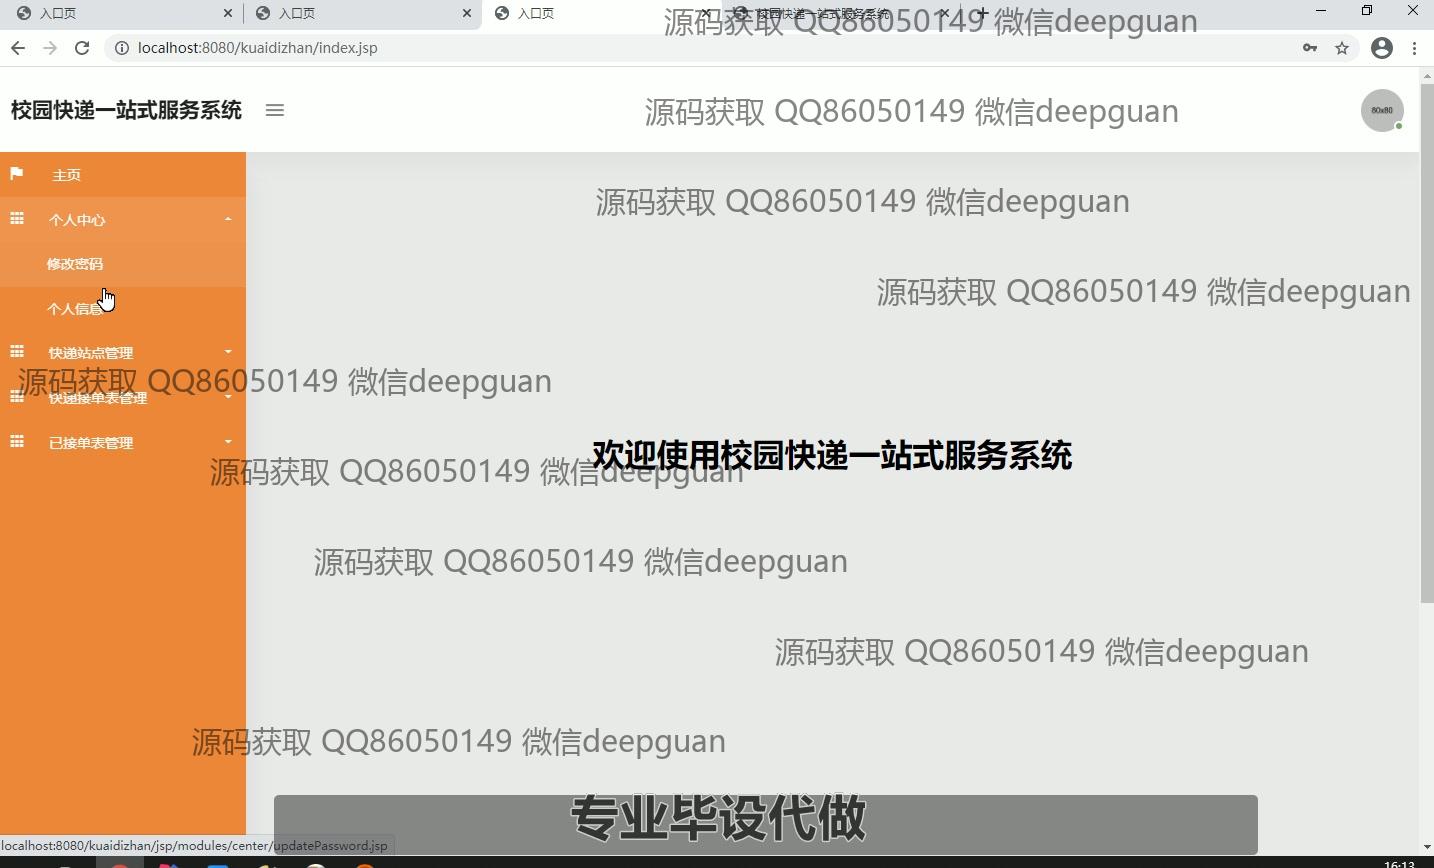 入口页
入口页
入口页
校园快递一站式服务系统
源码获取 QQ86050149 微信deepguan
localhost:8080/kuaidizhan/index.jsp
校园快递一站式服务系统
源码获取 QQ86050149 微信deepguan
80x80
主页
源码获取 QQ86050149 微信deepguan
个人中心
修改密码
源码获取 QQ86050149 微信deepguan
个人信息
快递站点管理
源码获取 QQ86050149 微信deepguan
快递接单表管理
已接单表管理
欢迎使用校园快递一站式服务系统
源码获取 QQ86050149 微信deepguan
源码获取 QQ86050149 微信deepguan
源码获取 QQ86050149 微信deepguan
源码获取 QQ86050149 微信deepguan
专业毕设代做
localhost:8080/kuaidizhan/jsp/modules/center/updatePassword.jsp
16:13